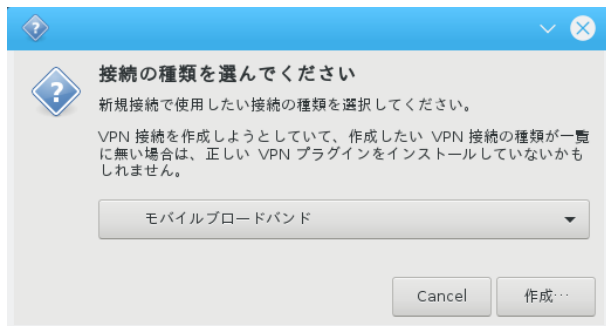 接続の種類を選んでください
新規接続で使用したい接続の種類を選択してください。
VPN 接続を作成しようとしていて、作成したい VPN 接続の種類が一覧
に無い場合は、正しい VPN プラグインをインストールしていないかも
しれません。
モバイルブロードバンド
Cancel
作成…